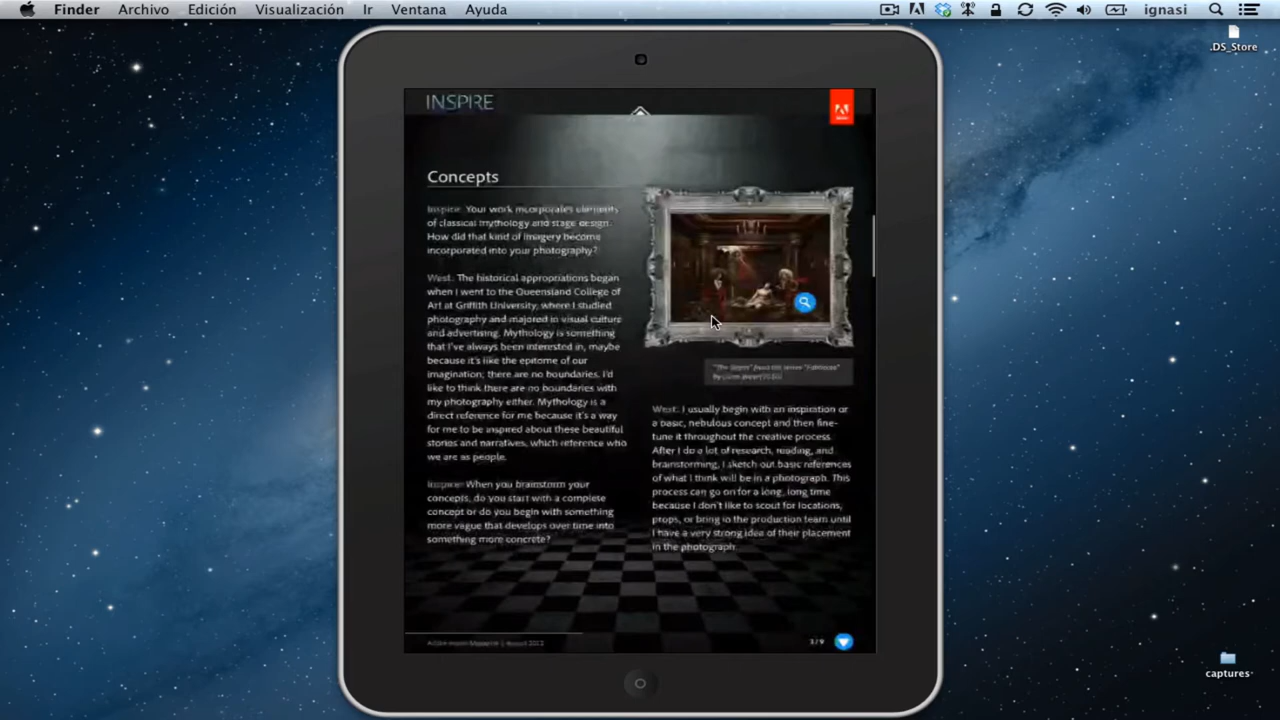 Finder Archivo Edición Visualización Ir Ventana Ayuda ignasi
.DS_Store
INSPIRE
Concepts
Inspire: Your work incorporates elements
of classical mythology and stage design.
How did that kind of imagery become
incorporated into your photography?
West: The historical appropriations began
when I went to the Queensland College of
Art at Griffith University, where I studied
photography and majored in visual culture
and advertising. Mythology is something
that I've always been interested in, maybe
because it's like the epitome of our
imagination; there are no boundaries. I'd
like to think there are no boundaries with
my photography either. Mythology is a
direct reference for me because it's a way
for me to be inspired about these beautiful
stories and narratives, which reference who
we are as people.
Inspire: When you brainstorm your
concepts, do you start with a complete
concept or do you begin with something
more vague that develops over time into
something more concrete?
West: I usually begin with an inspiration or
a basic, nebulous concept and then fine-
tune it throughout the creative process.
After I do a lot of research, reading, and
brainstorming, I sketch out basic references
of what I think will be in a photograph. This
process can go on for a long, long time
because I don't like to scout for locations,
props, or bring in the production team until
I have a very strong idea of their placement
in the photograph.
3/9
captures